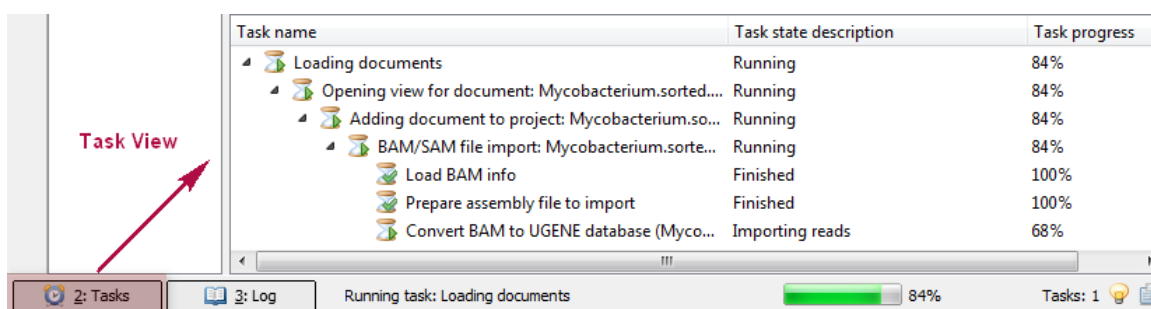 Task name Task state description Task progress
Loading documents Running 84%
Opening view for document: Mycobacterium.sorted.... Running 84%
Adding document to project: Mycobacterium.so... Running 84%
Task View
BAM/SAM file import: Mycobacterium.sorte... Running 84%
Load BAM info Finished 100%
Prepare assembly file to import Finished 100%
Convert BAM to UGENE database (Myco... Importing reads 68%
2: Tasks 3: Log Running task: Loading documents 84% Tasks: 1